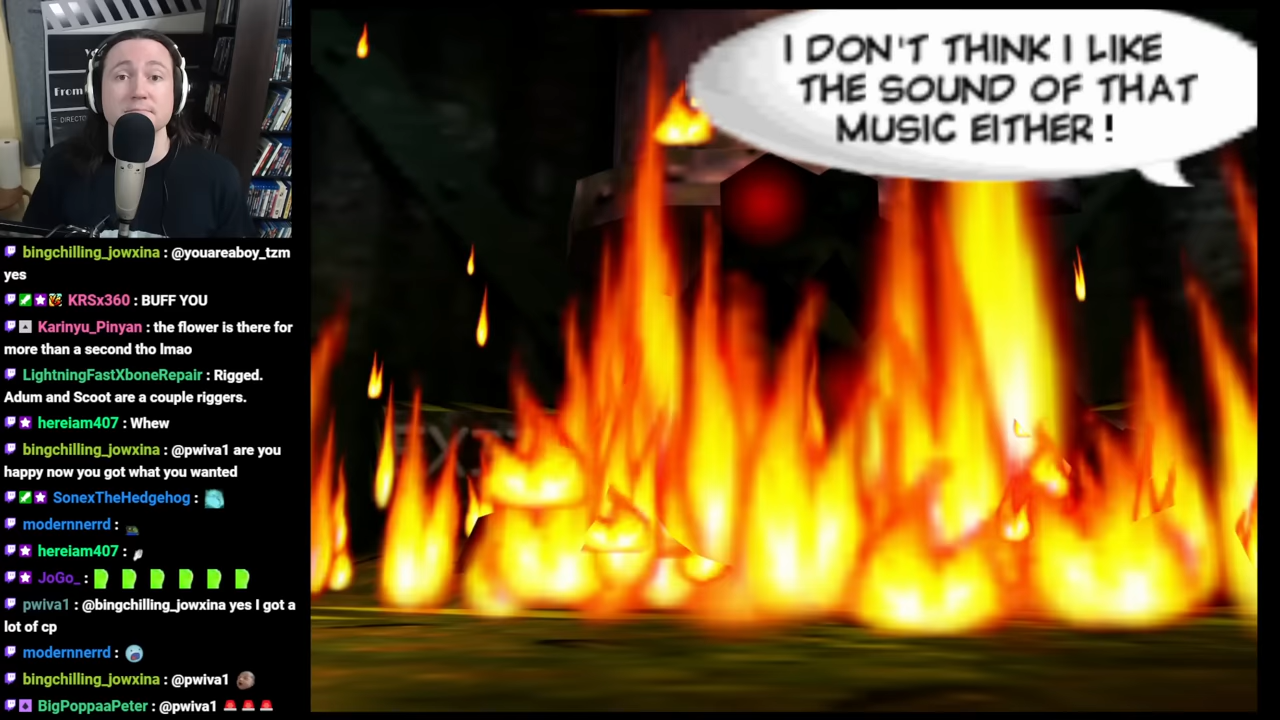 From
DIRECTO
I DON'T THINK I LIKE
THE SOUND OF THAT
MUSIC EITHER !
EXIT
bingchilling_jowxina : @youareaboy_tzm
yes
KRSx360 : BUFF YOU
Karinyu_Pinyan : the flower is there for
more than a second tho lmao
LightningFastXboneRepair : Rigged.
Adum and Scoot are a couple riggers.
hereiam407 : Whew
bingchilling_jowxina : @pwiva1 are you
happy now you got what you wanted
SonexTheHedgehog :
modernnerrd :
hereiam407 :
JoGo_ :
pwiva1 : @bingchilling_jowxina yes I got a
lot of cp
modernnerrd :
bingchilling_jowxina : @pwiva1
BigPoppaaPeter : @pwiva1